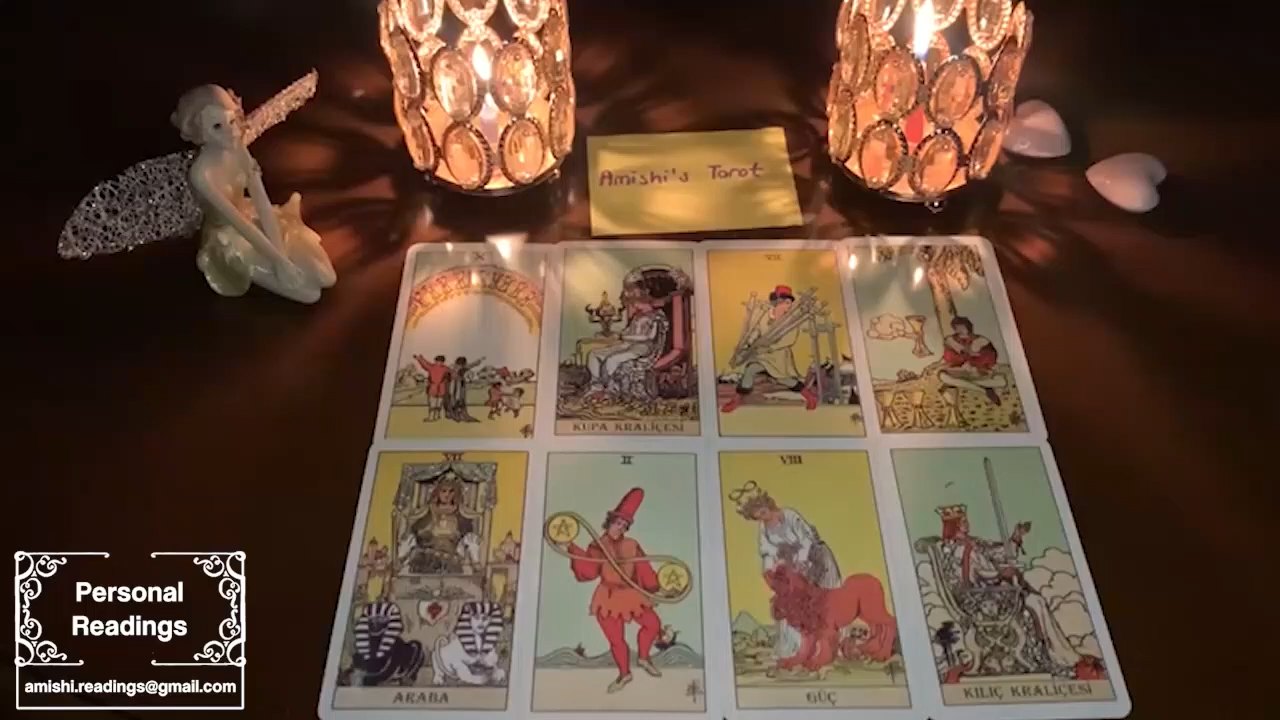 Amishi's Tarot
X
KUPA KRALİÇESİ
VII
VII
ARABA
II
VIII
GÜÇ
KILIÇ KRALİÇESİ
Personal
Readings
amishi.readings@gmail.com